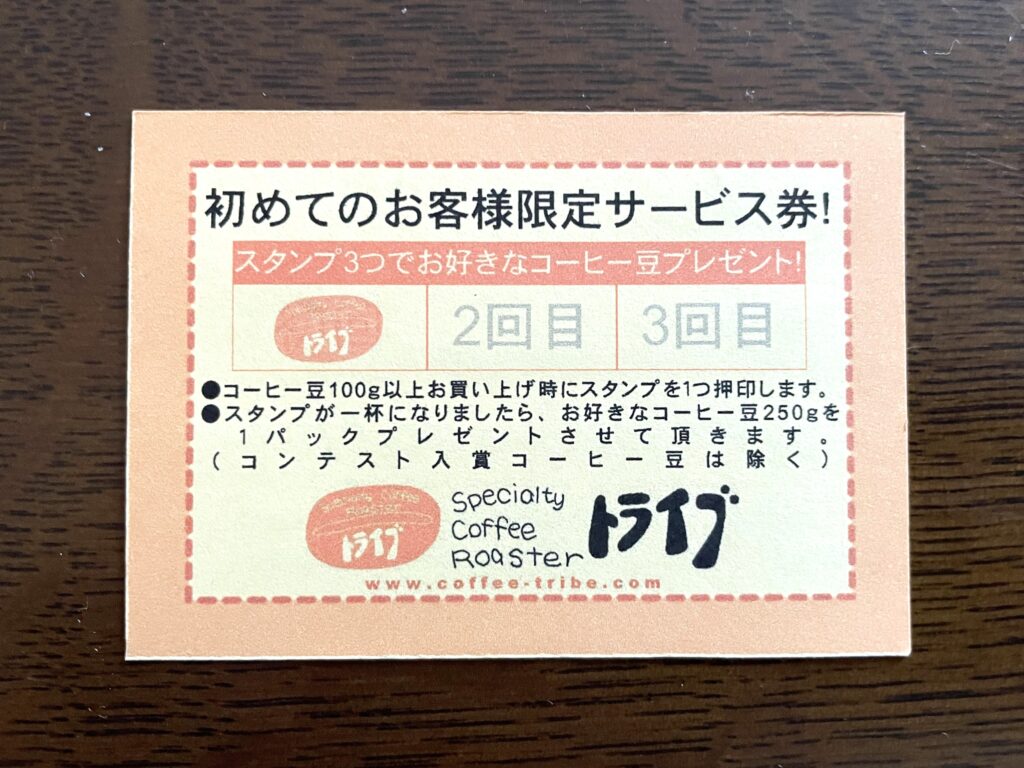 初めてのお客様限定サービス券!
スタンプ3つでお好きなコーヒー豆プレゼント!
Specialty Coffee
ROASTER
トライブ
2回目
3回目
●コーヒー豆100g以上お買い上げ時にスタンプを1つ押印します。
●スタンプが一杯になりましたら、お好きなコーヒー豆250gを
1パックプレゼントさせて頂きます。
(コンテスト入賞コーヒー豆は除く)
Specialty Coffee
ROASTER
トライブ
Specialty
Coffee
ROASTER
トライブ
www.coffee-tribe.com